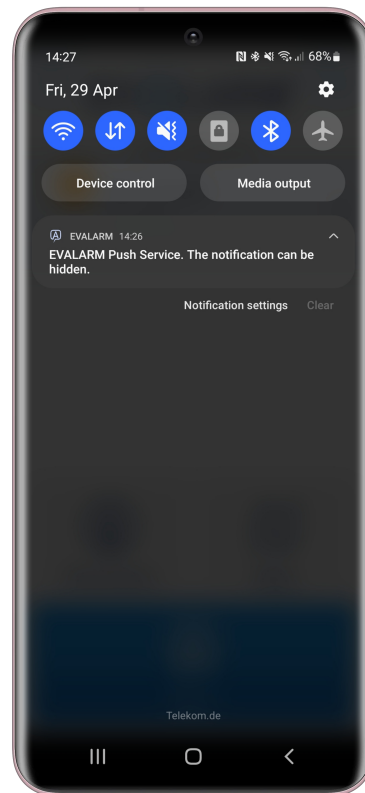 14:27 68%
Fri, 29 Apr
Device control Media output
EVALARM 14:26
EVALARM Push Service. The notification can be
hidden.
Notification settings Clear
Telekom.de